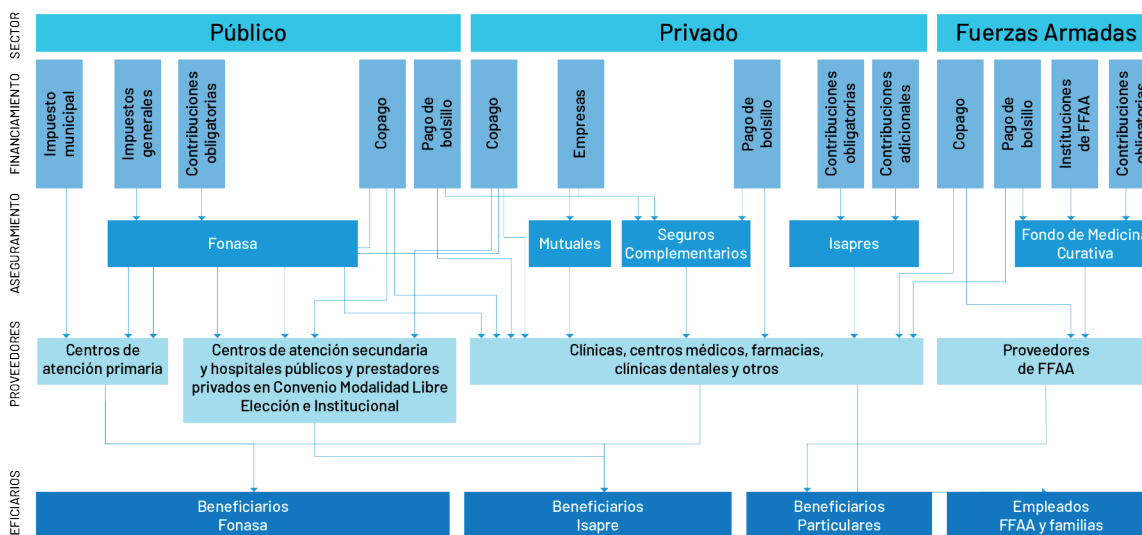 SECTOR
Público
Privado
Fuerzas Armadas
FINANCIAMIENTO
Impuesto
municipal
Impuestos
generales
Contribuciones
obligatorias
Copago
Pago de
bolsillo
Copago
Empresas
Pago de
bolsillo
Contribuciones
obligatorias
Contribuciones
adicionales
Copago
Pago de
bolsillo
Instituciones
de FFAA
Contribuciones
obligatorias
ASEGURAMIENTO
Fonasa
Mutuales
Seguros
Complementarios
Isapres
Fondo de Medicina
Curativa
PROVEEDORES
Centros de
atención primaria
Centros de atención secundaria
y hospitales públicos y prestadores
privados en Convenio Modalidad Libre
Elección e Institucional
Clínicas, centros médicos, farmacias,
clínicas dentales y otros
Proveedores
de FFAA
EFICIARIOS
Beneficiarios
Fonasa
Beneficiarios
Isapre
Beneficiarios
Particulares
Empleados
FFAA y familias